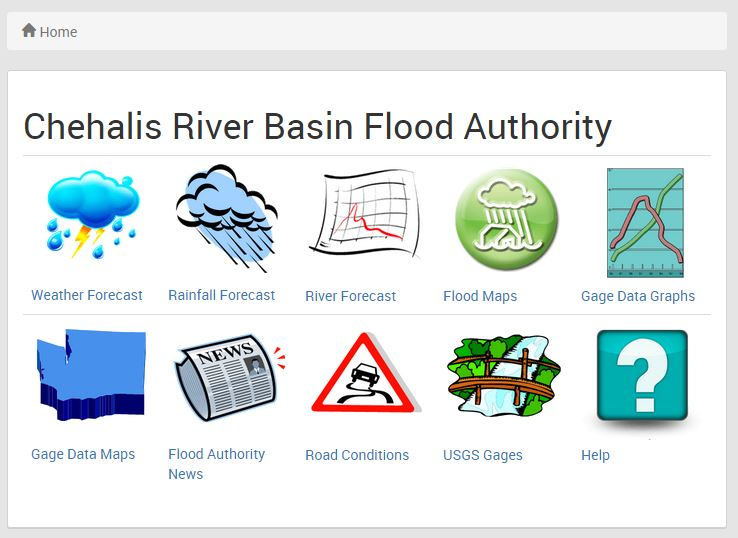 Home
Chehalis River Basin Flood Authority
Weather Forecast
Rainfall Forecast
River Forecast
Flood Maps
Gage Data Graphs
NEWS
Gage Data Maps
Flood Authority
News
Road Conditions
USGS Gages
Help
?